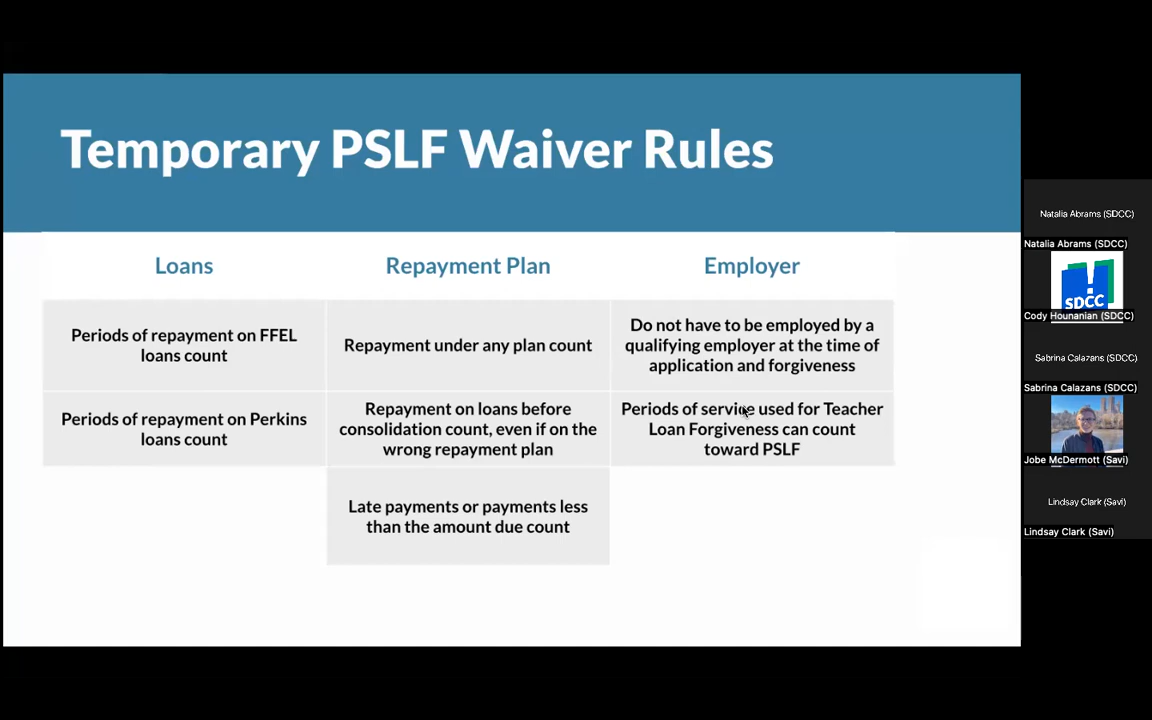 Temporary PSLF Waiver Rules
Loans
Repayment Plan
Employer
Periods of repayment on FFEL
loans count
Repayment under any plan count
Do not have to be employed by a
qualifying employer at the time of
application and forgiveness
Periods of repayment on Perkins
loans count
Repayment on loans before
consolidation count, even if on the
wrong repayment plan
Periods of service used for Teacher
Loan Forgiveness can count
toward PSLF
Late payments or payments less
than the amount due count
Natalia Abrams (SDCC)
Natalia Abrams (SDCC)
SDCC
Cody Hounanian (SDCC)
Sabrina Calazans (SDCC)
Sabrina Calazans (SDCC)
Jobe McDermott (Savi)
Lindsay Clark (Savi)
Lindsay Clark (Savi)